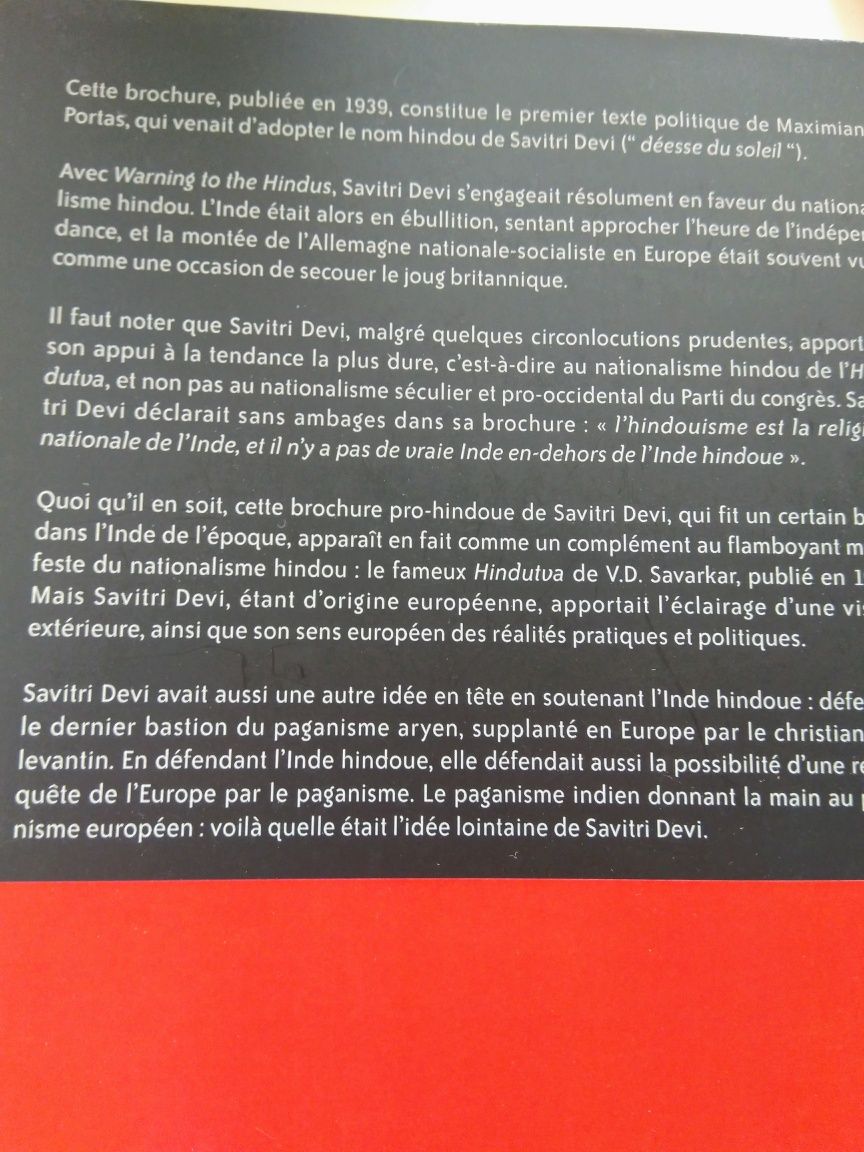 Cette brochure, publiée en 1939, constitue le premier texte politique de Maximian
Portas, qui venait d'adopter le nom hindou de Savitri Devi (“ déesse du soleil “).
Avec Warning to the Hindus, Savitri Devi s'engageait résolument en faveur du nationa
lisme hindou. L'Inde était alors en ébullition, sentant approcher l'heure de l'indépen
dance, et la montée de l'Allemagne nationale-socialiste en Europe était souvent vu
comme une occasion de secouer le joug britannique.
Il faut noter que Savitri Devi, malgré quelques circonlocutions prudentes, apport
son appui à la tendance la plus dure, c'est-à-dire au nationalisme hindou de l'H
dutva, et non pas au nationalisme séculier et pro-occidental du Parti du congrès. Sa
tri Devi déclarait sans ambages dans sa brochure : « l'hindouisme est la religi
nationale de l'Inde, et il n'y a pas de vraie Inde en-dehors de l'Inde hindoue ».
Quoi qu'il en soit, cette brochure pro-hindoue de Savitri Devi, qui fit un certain b
dans l'Inde de l'époque, apparaît en fait comme un complément au flamboyant m
feste du nationalisme hindou : le fameux Hindutva de V.D. Savarkar, publié en 1
Mais Savitri Devi, étant d'origine européenne, apportait l'éclairage d'une vis
extérieure, ainsi que son sens européen des réalités pratiques et politiques.
Savitri Devi avait aussi une autre idée en tête en soutenant l'Inde hindoue : défe
le dernier bastion du paganisme aryen, supplanté en Europe par le christian
levantin. En défendant l'Inde hindoue, elle défendait aussi la possibilité d'une re
quête de l'Europe par le paganisme. Le paganisme indien donnant la main au p
nisme européen : voilà quelle était l'idée lointaine de Savitri Devi.